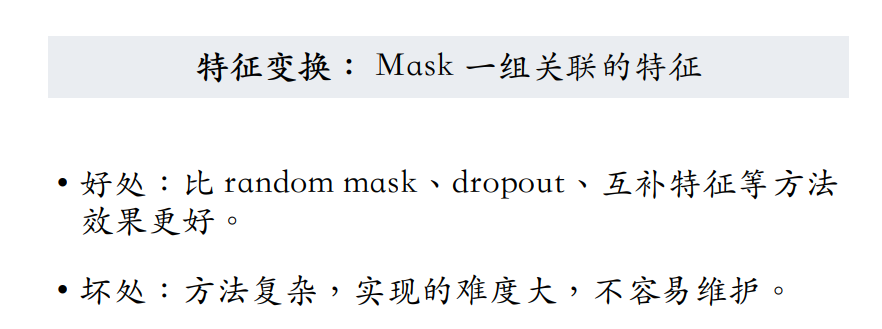 特征变换：Mask 一组关联的特征
• 好处：比 random mask、dropout、互补特征等方法
效果更好。
• 坏处：方法复杂，实现的难度大，不容易维护。